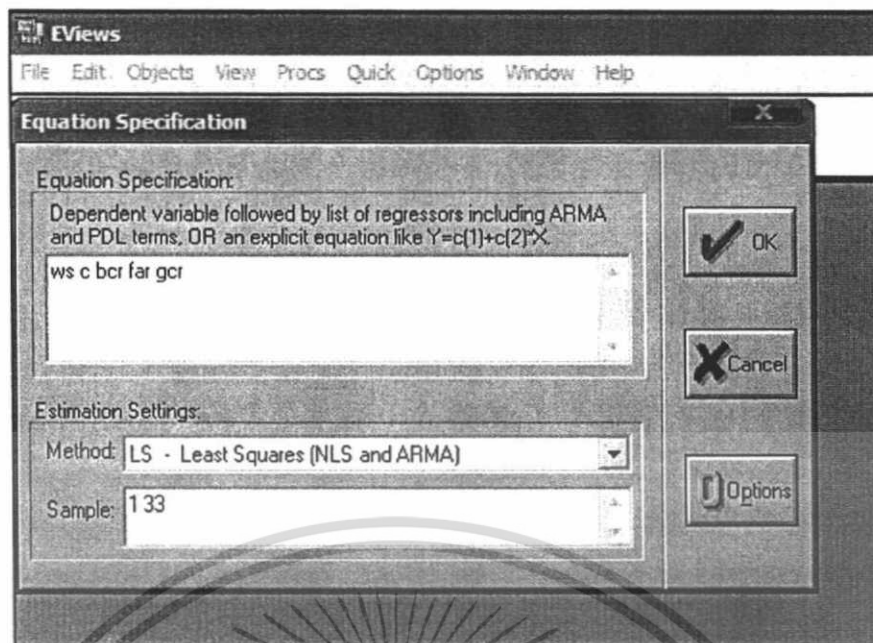 EViews
File Edit Objects View Procs Quick Options Window Help
Equation Specification
Equation Specification:
Dependent variable followed by list of regressors including ARMA
and PDL terms, OR an explicit equation like Y=c(1)+c(2)*X.
ws c bcr far gcr
OK
Cancel
Estimation Settings:
Method: LS - Least Squares (NLS and ARMA)
Sample: 1 33
Options